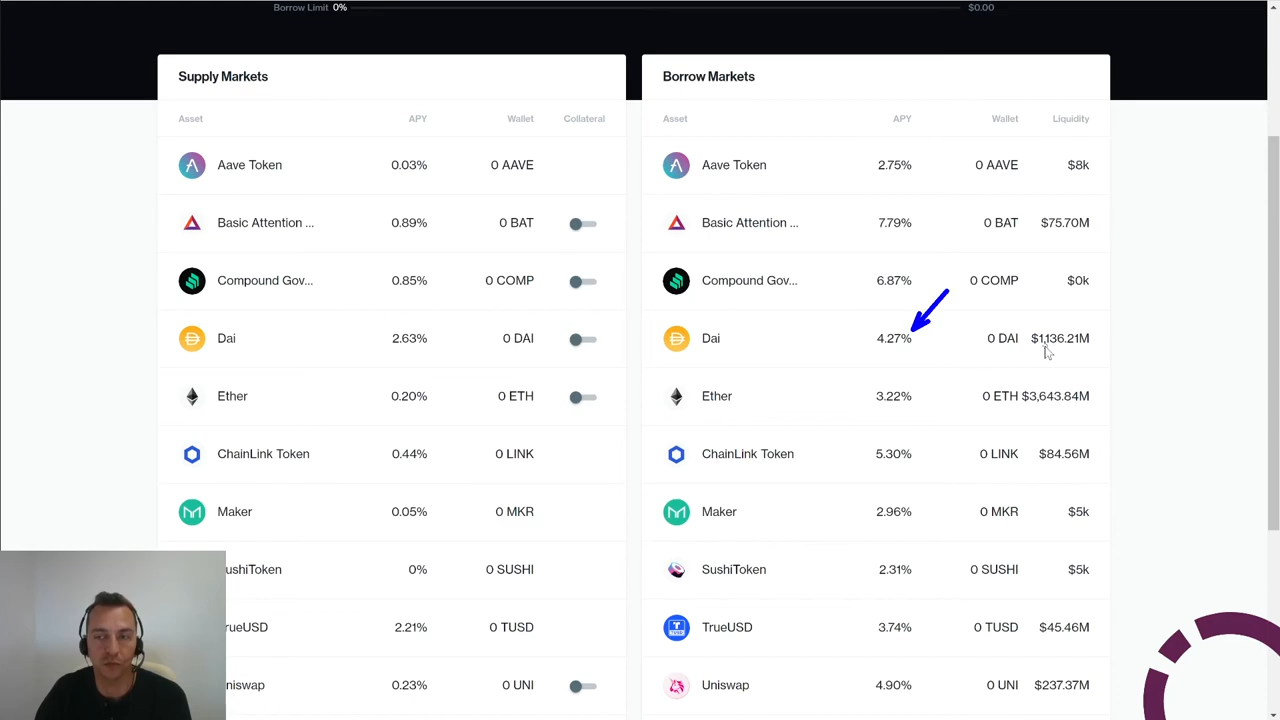 Borrow Limit 0% $0.00
Supply Markets
Asset APY Wallet Collateral
Aave Token 0.03% 0 AAVE
Basic Attention ... 0.89% 0 BAT
Compound Gov... 0.85% 0 COMP
Dai 2.63% 0 DAI
Ether 0.20% 0 ETH
ChainLink Token 0.44% 0 LINK
Maker 0.05% 0 MKR
ushiToken 0% 0 SUSHI
rueUSD 2.21% 0 TUSD
niswap 0.23% 0 UNI
Borrow Markets
Asset APY Wallet Liquidity
Aave Token 2.75% 0 AAVE $8k
Basic Attention ... 7.79% 0 BAT $75.70M
Compound Gov... 6.87% 0 COMP $0k
Dai 4.27% 0 DAI $1,136.21M
Ether 3.22% 0 ETH $3,643.84M
ChainLink Token 5.30% 0 LINK $84.56M
Maker 2.96% 0 MKR $5k
SushiToken 2.31% 0 SUSHI $5k
TrueUSD 3.74% 0 TUSD $45.46M
Uniswap 4.90% 0 UNI $237.37M